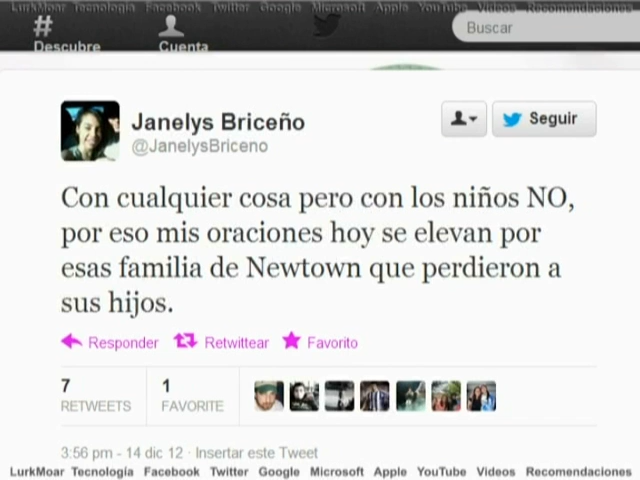 LurkMoar Tecnología Facebook Twitter Google Microsoft Apple YouTube Videos Recomendaciones
#
Descubre
Cuenta
Buscar
Janelys Briceño
@JanelysBriceno
Seguir
Con cualquier cosa pero con los niños NO,
por eso mis oraciones hoy se elevan por
esas familia de Newtown que perdieron a
sus hijos.
Responder Retwittear Favorito
7 1
RETWEETS FAVORITE
3:56 pm - 14 dic 12 · Insertar este Tweet
LurkMoar Tecnología Facebook Twitter Google Microsoft Apple YouTube Videos Recomendaciones